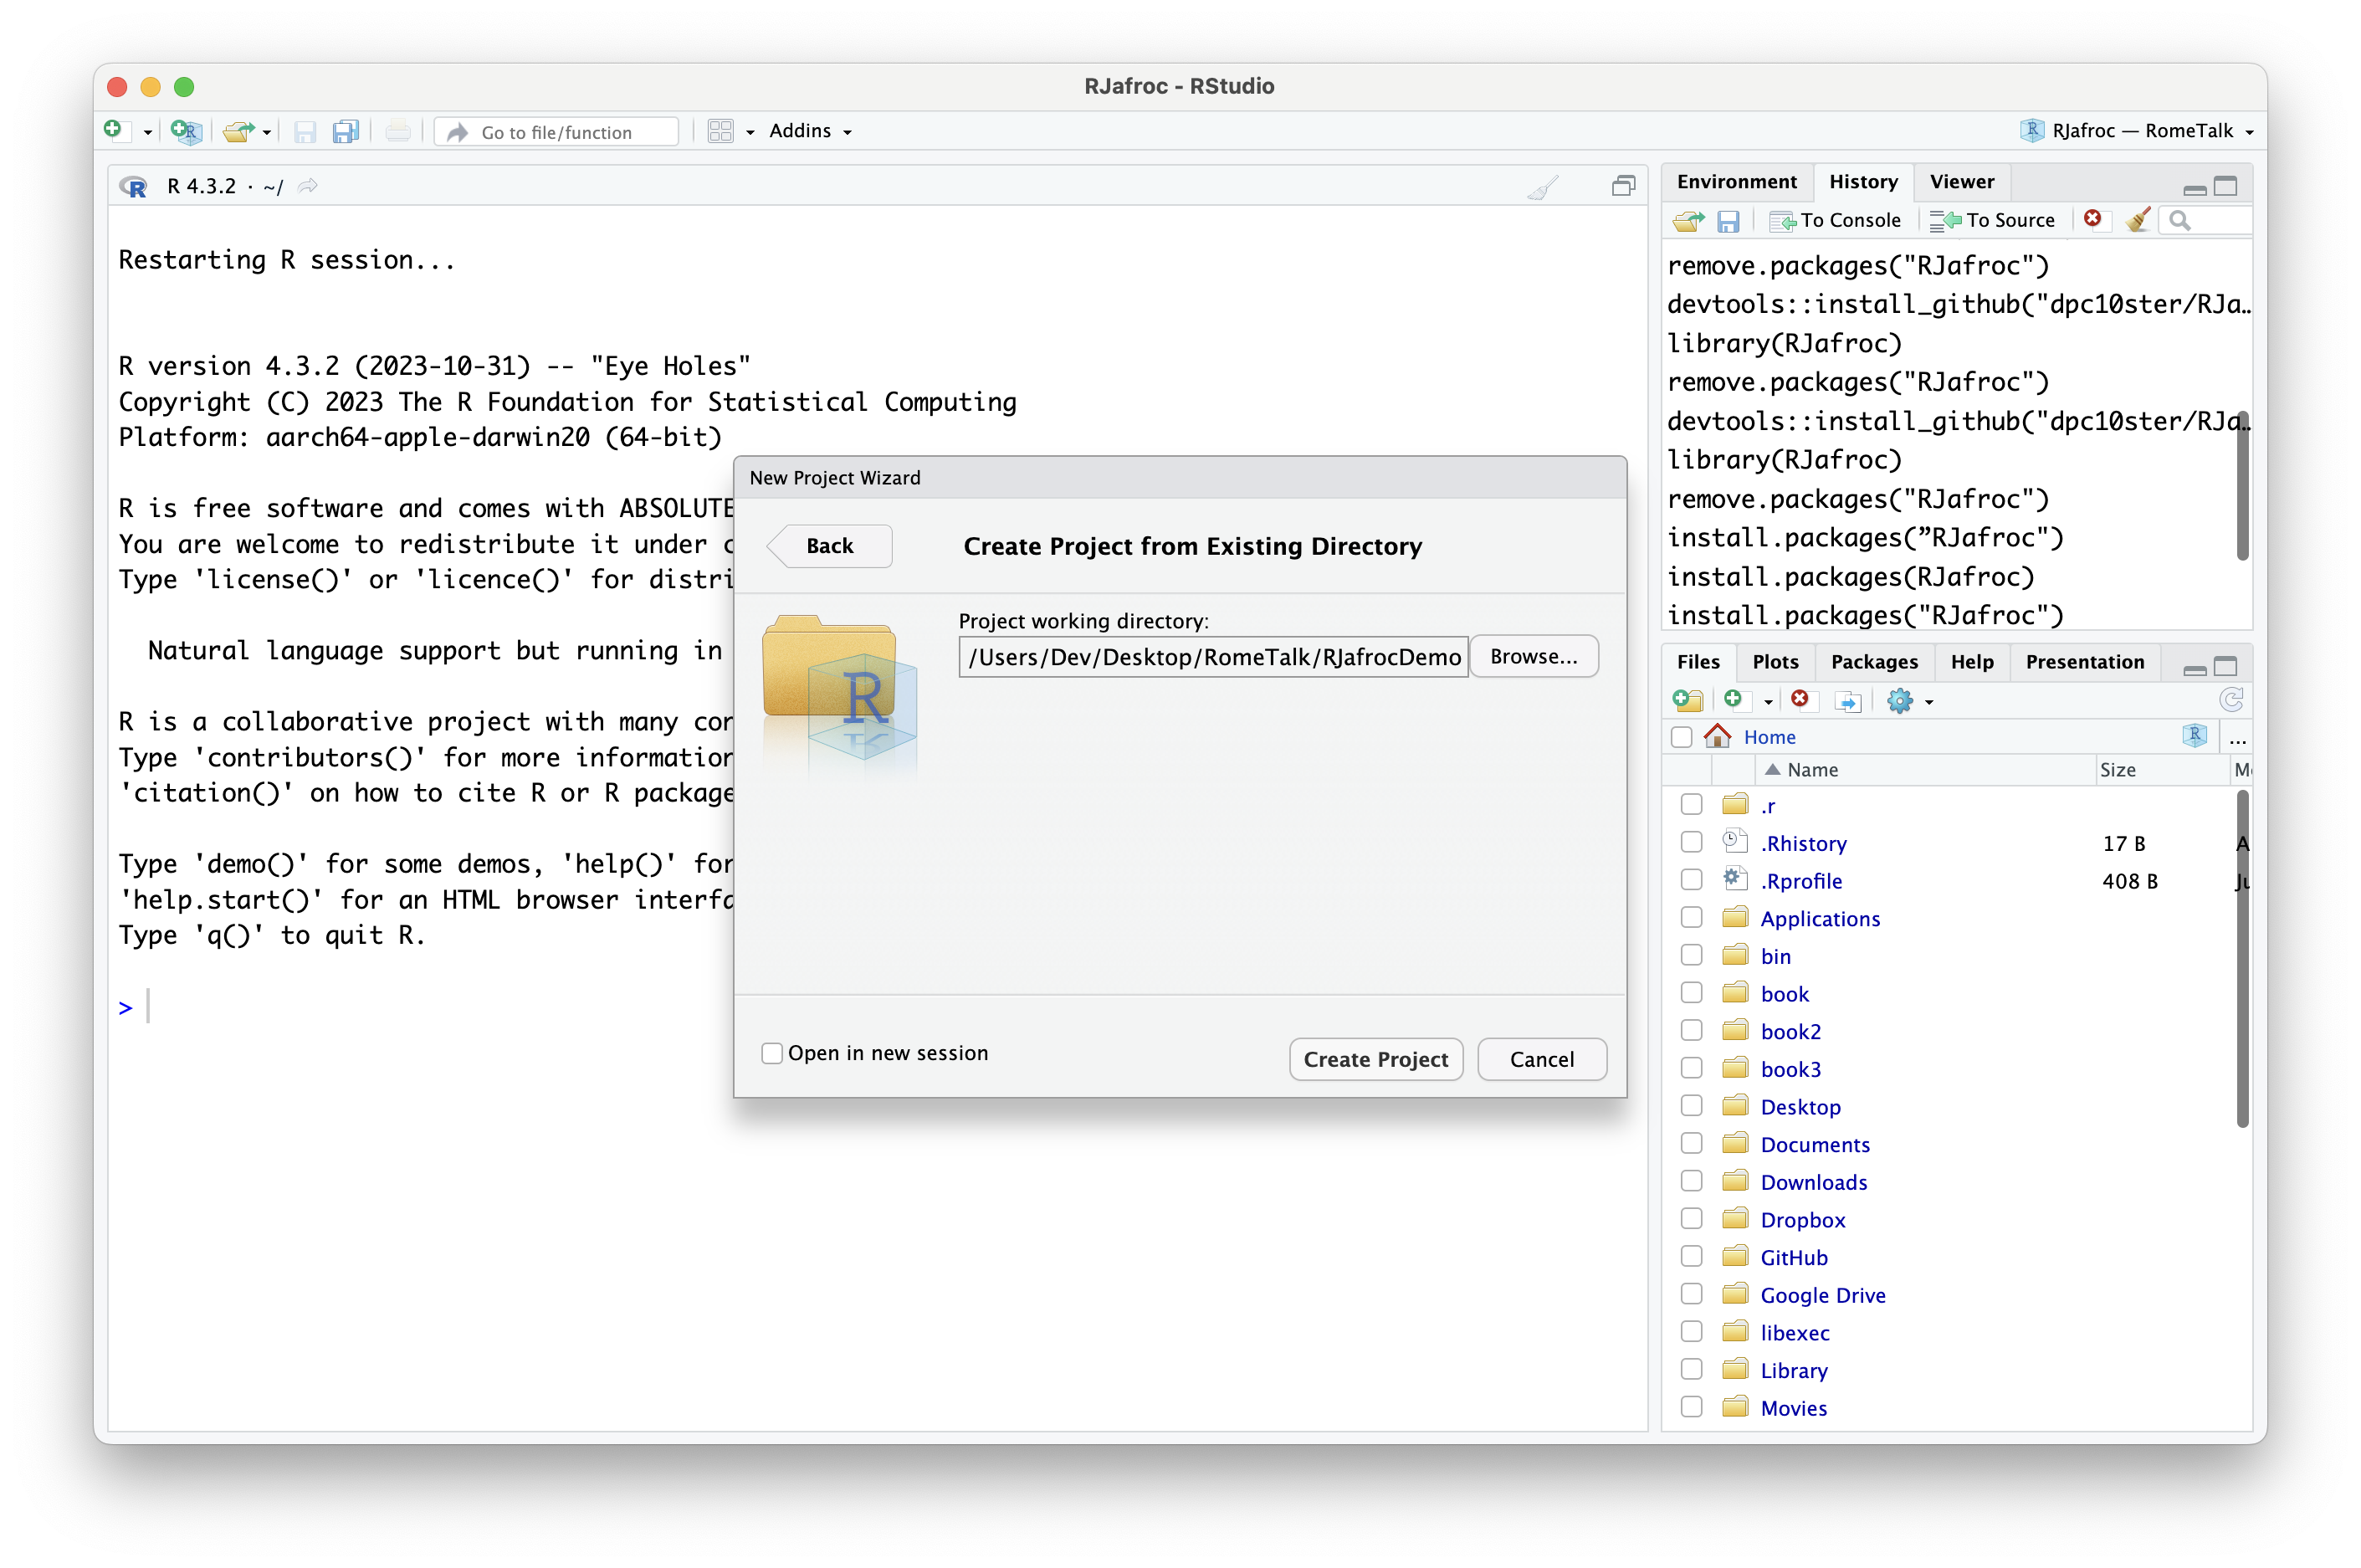 RJafroc - RStudio
Go to file/function
Addins
RJafroc — RomeTalk
R 4.3.2 · ~/
Restarting R session...
R version 4.3.2 (2023-10-31) -- "Eye Holes"
Copyright (C) 2023 The R Foundation for Statistical Computing
Platform: aarch64-apple-darwin20 (64-bit)
R is free software and comes with ABSOLUTE
You are welcome to redistribute it under c
Type 'license()' or 'licence()' for distri
Natural language support but running in
R is a collaborative project with many cor
Type 'contributors()' for more information
'citation()' on how to cite R or R package
Type 'demo()' for some demos, 'help()' for
'help.start()' for an HTML browser interfa
Type 'q()' to quit R.
>
New Project Wizard
Back
Create Project from Existing Directory
R
Project working directory:
/Users/Dev/Desktop/RomeTalk/RJafrocDemo
Browse...
Open in new session
Create Project
Cancel
Environment History Viewer
To Console To Source
remove.packages("RJafroc")
devtools::install_github("dpc10ster/RJa…
library(RJafroc)
remove.packages("RJafroc")
devtools::install_github("dpc10ster/RJa…
library(RJafroc)
remove.packages("RJafroc")
install.packages(”RJafroc")
install.packages(RJafroc)
install.packages("RJafroc")
Files Plots Packages Help Presentation
Home ...
Name Size
.r
.Rhistory 17 B A
.Rprofile 408 B Ju
Applications
bin
book
book2
book3
Desktop
Documents
Downloads
Dropbox
GitHub
Google Drive
libexec
Library
Movies